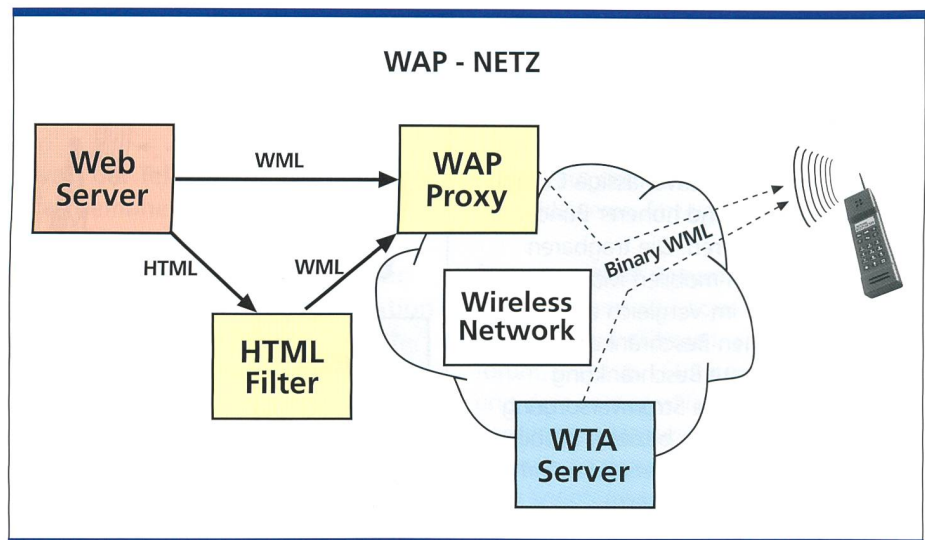 WAP - NETZ
Web
Server
WML
WAP
Proxy
HTML
WML
Binary WML
HTML
Filter
Wireless
Network
WTA
Server